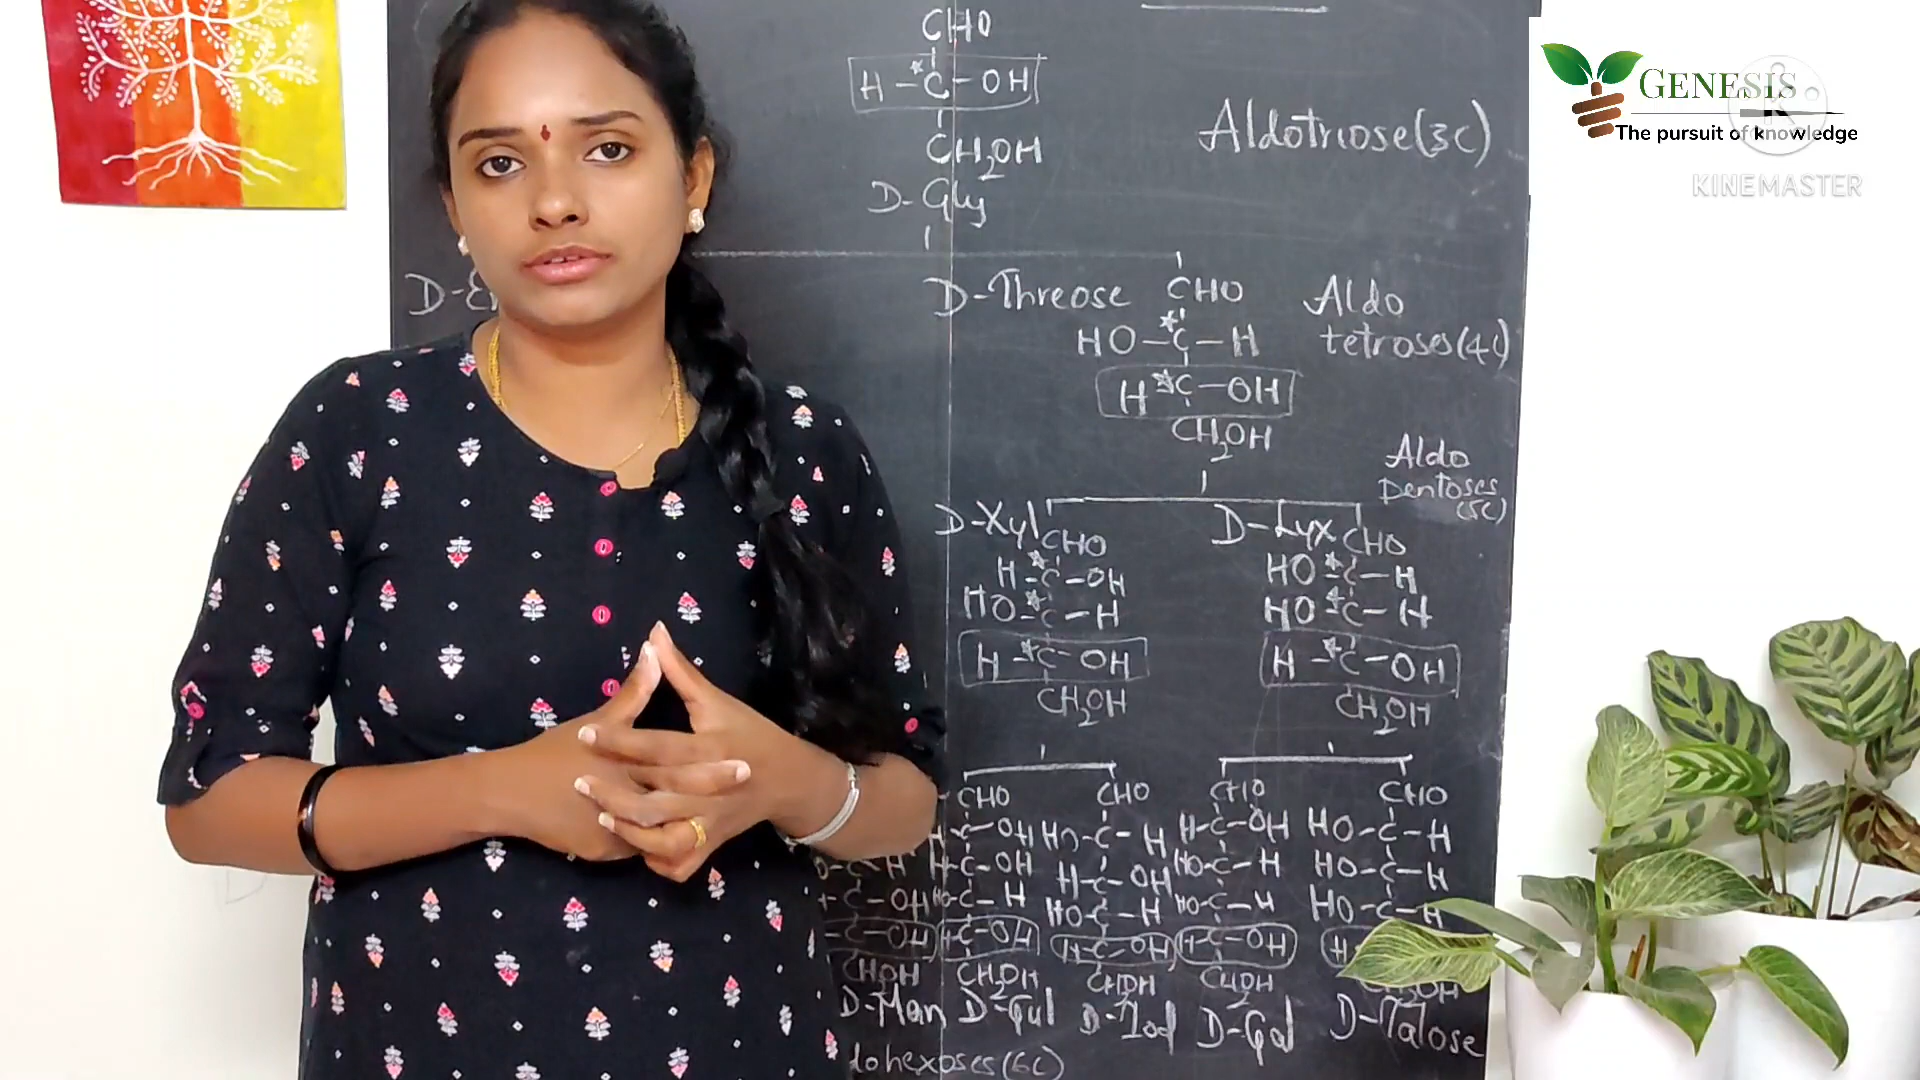 CHO
H - *C - OH
CH2OH
D-Gly
Aldotriose(3C)
GENESIS
The pursuit of knowledge
KINEMASTER
D-Threose
CHO
HO - *C - H
H *C - OH
CH2OH
Aldo
tetroses(4C)
Aldo
Pentoses
(5C)
D-Xyl
CHO
H - *C - OH
HO - *C - H
H - *C - OH
CH2OH
D-Lyx
CHO
HO - *C - H
HO - *C - H
H - *C - OH
CH2OH
CHO CHO CHO CHO
H-C-OH HO-C-H H-C-OH HO-C-H
H-C-OH H-C-OH HO-C-H HO-C-H
C-OH HO-C-H HO-C-H HO-C-H HO-C-H
C-OH H-C-OH H-C-OH H-C-OH H
CH2OH CH2OH CH2OH CH2OH
D-Man D-Gul D-Iod D-Gal D-Talose
dohexoses(6C)